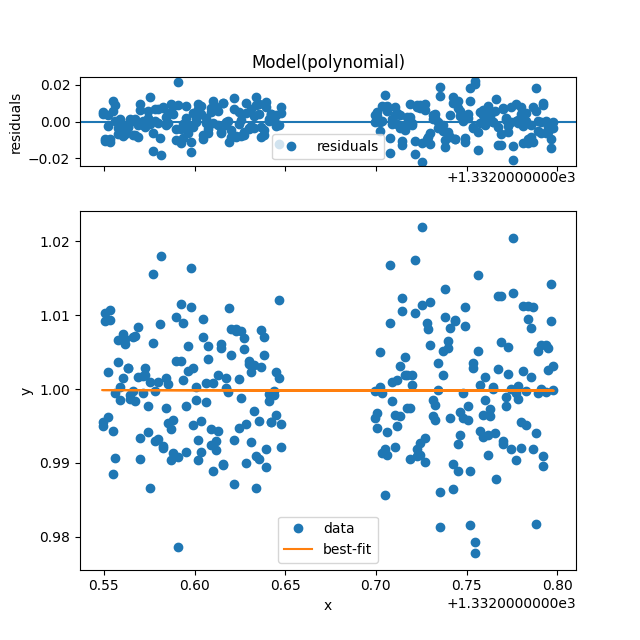 Model(polynomial)
0.02
0.00
−0.02
residuals
residuals
+1.3320000000e3
1.02
1.01
1.00
0.99
0.98
y
data
best-fit
0.55 0.60 0.65 0.70 0.75 0.80
x
+1.3320000000e3